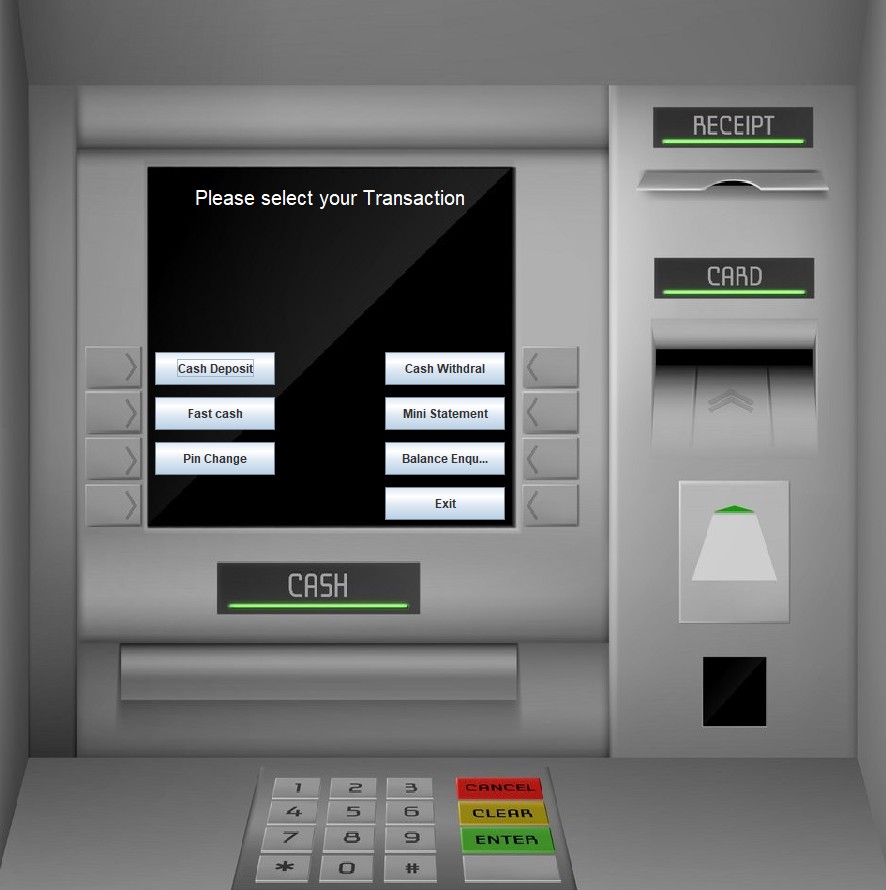 RECEIPT
Please select your Transaction
CARD
Cash Deposit
Cash Withdral
Fast cash
Mini Statement
Pin Change
Balance Enqu...
Exit
CASH
1 2 3 CANCEL
4 5 6 CLEAR
7 8 9 ENTER
* 0 #